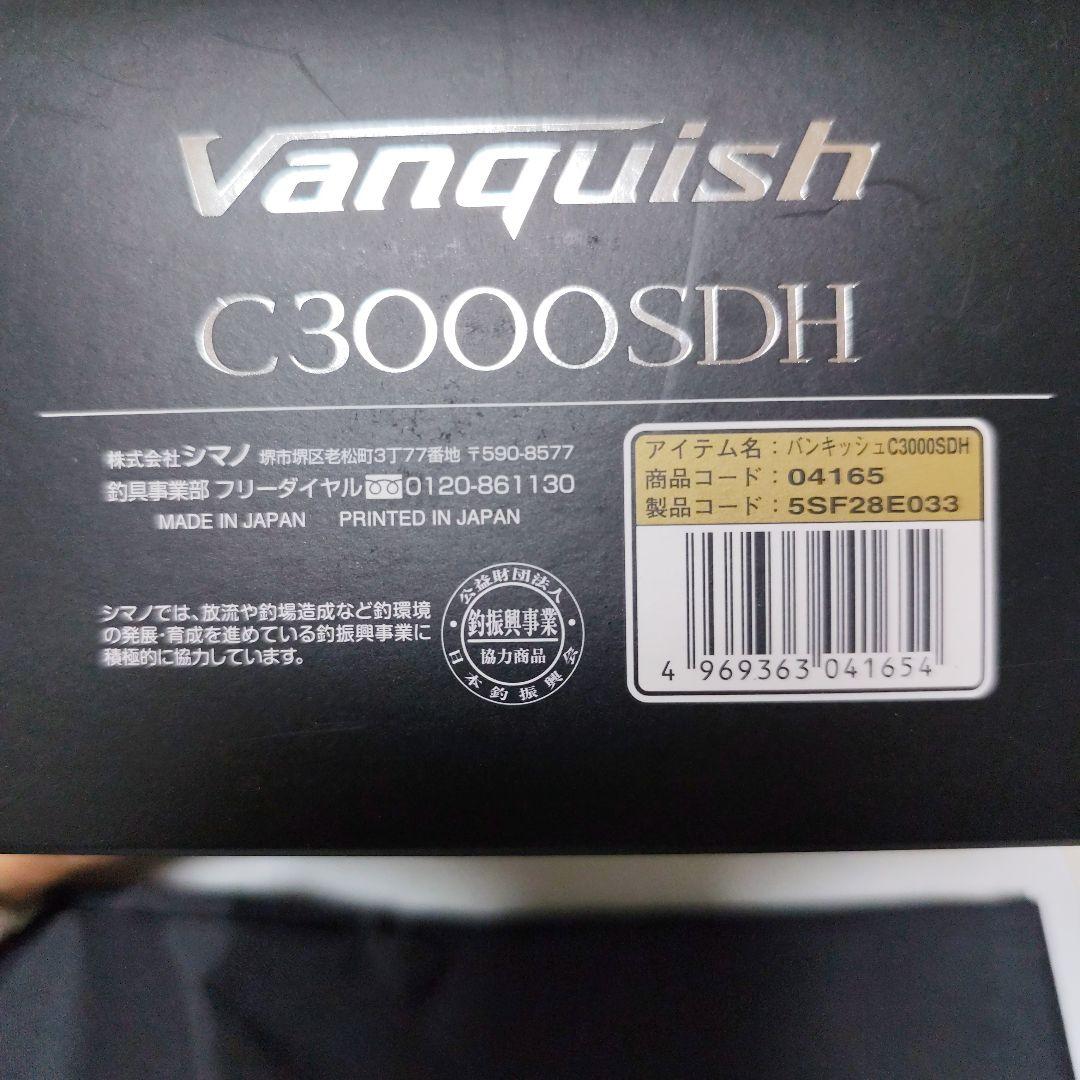 Vanquish
C3000SDH
株式会社シマノ 堺市堺区老松町3丁77番地 〒590-8577
釣具事業部 フリーダイヤル 0120-861130
MADE IN JAPAN PRINTED IN JAPAN
シマノでは、放流や釣場造成など釣環境
の発展・育成を進めている釣振興事業に
積極的に協力しています。
公益財団法人
釣振興事業
協力商品
日本釣振興会
アイテム名：バンキッシュC3000SDH
商品コード：04165
製品コード：5SF28E033
4 969363 041654